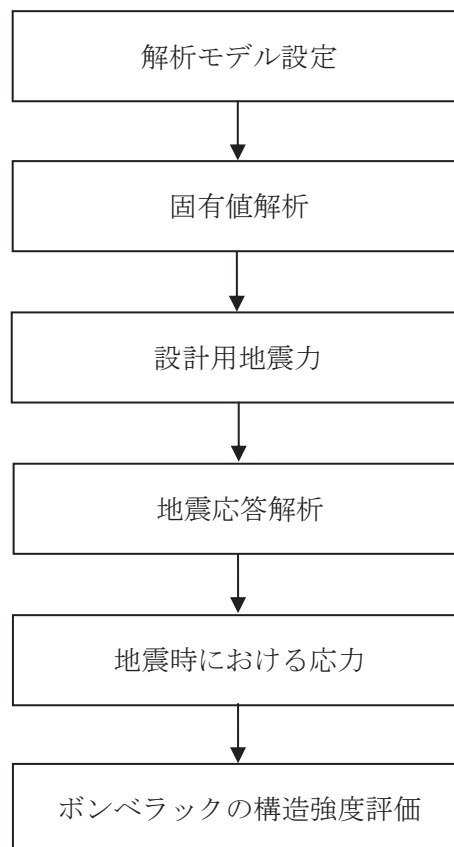 解析モデル設定
固有値解析
設計用地震力
地震応答解析
地震時における応力
ボンベラックの構造強度評価